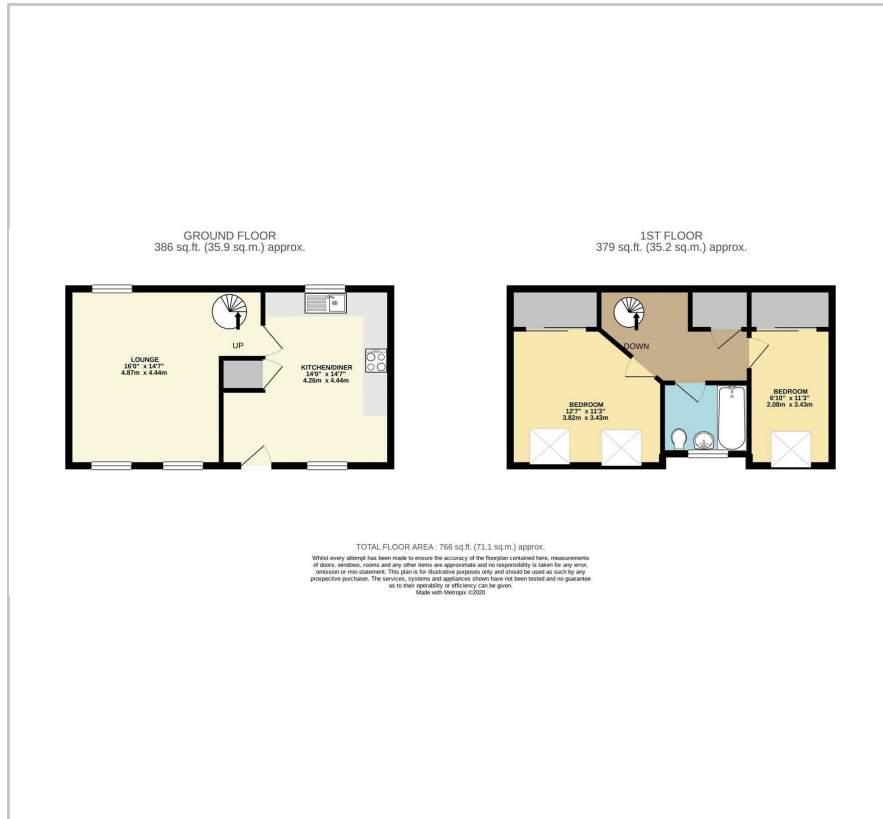 GROUND FLOOR
386 sq.ft. (35.9 sq.m.) approx.
1ST FLOOR
379 sq.ft. (35.2 sq.m.) approx.
UP
LOUNGE
16'0" x 14'7"
4.87m x 4.44m
KITCHEN/DINER
14'0" x 14'7"
4.26m x 4.44m
DOWN
BEDROOM
12'7" x 11'3"
3.82m x 3.43m
BEDROOM
6'10" x 11'3"
2.08m x 3.43m
TOTAL FLOOR AREA : 766 sq.ft. (71.1 sq.m.) approx.
Whilst every attempt has been made to ensure the accuracy of the floorplan contained here, measurements
of doors, windows, rooms and any other items are approximate and no responsibility is taken for any error,
omission or mis-statement. This plan is for illustrative purposes only and should be used as such by any
prospective purchaser. The services, systems and appliances shown have not been tested and no guarantee
as to their operability or efficiency can be given.
Made with Metropix ©2020